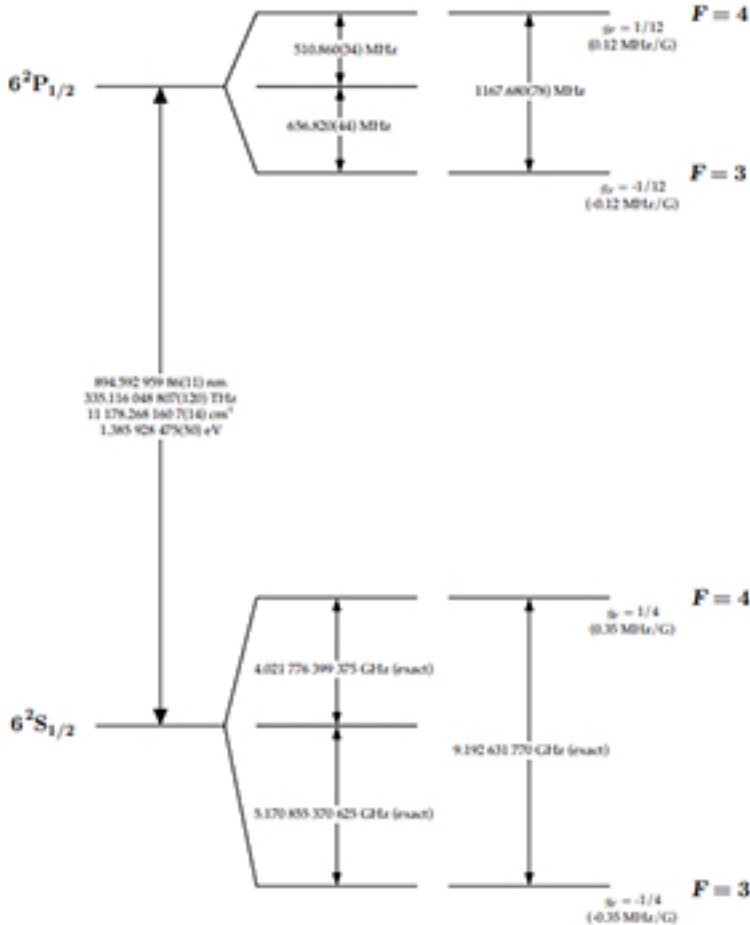 F = 4
g_F = 1/12
(0.12 MHz/G)
510.860(34) MHz
6²P₁/₂
1167.680(78) MHz
656.820(44) MHz
F = 3
g_F = -1/12
(-0.12 MHz/G)
894.592 959 86(11) nm
335.116 048 807(120) THz
11 178.268 160 7(14) cm⁻¹
1.385 928 475(50) eV
F = 4
g_F = 1/4
(0.35 MHz/G)
4.021 776 399 375 GHz (exact)
6²S₁/₂
9.192 631 770 GHz (exact)
5.170 855 370 625 GHz (exact)
F = 3
g_F = -1/4
(-0.35 MHz/G)